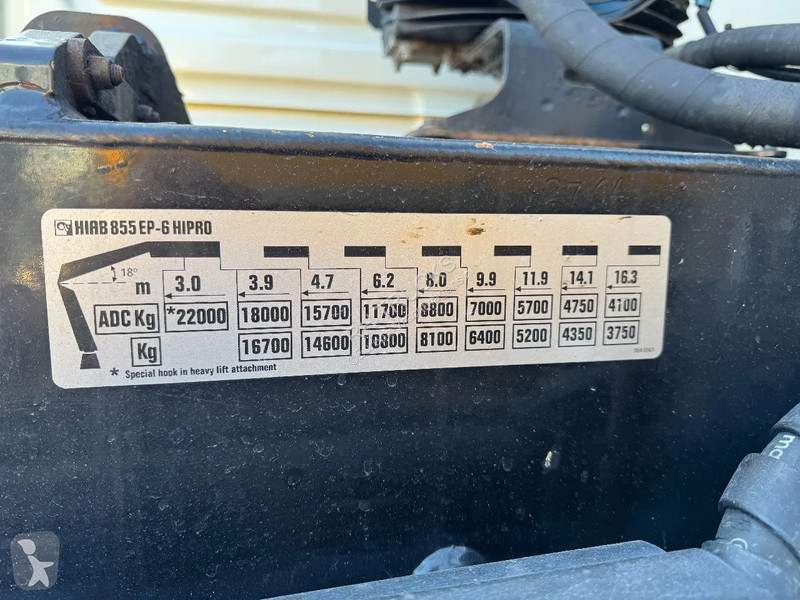 HIAB 855 EP-6 HIPRO
18°
m 3.0 3.9 4.7 6.2 8.0 9.9 11.9 14.1 16.3
ADC Kg *22000 18000 15700 11700 8800 7000 5700 4750 4100
Kg 16700 14600 10800 8100 6400 5200 4350 3750
* Special hook in heavy lift attachment
ma